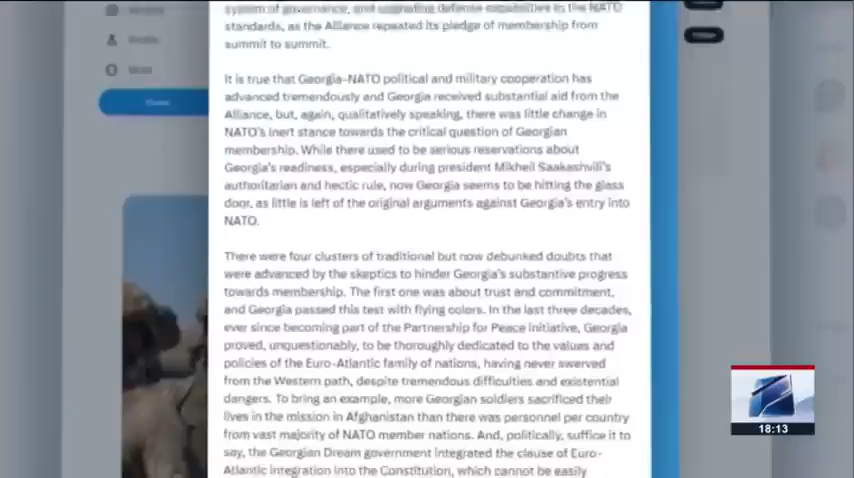 system of governance, and upgrading defense capabilities to the NATO
standards, as the Alliance repeated its pledge of membership from
summit to summit.
It is true that Georgia-NATO political and military cooperation has
advanced tremendously and Georgia received substantial aid from the
Alliance, but, again, qualitatively speaking, there was little change in
NATO's inert stance towards the critical question of Georgian
membership. While there used to be serious reservations about
Georgia's readiness, especially during president Mikheil Saakashvili's
authoritarian and hectic rule, now Georgia seems to be hitting the glass
door, as little is left of the original arguments against Georgia's entry into
NATO.
There were four clusters of traditional but now debunked doubts that
were advanced by the skeptics to hinder Georgia's substantive progress
towards membership. The first one was about trust and commitment,
and Georgia passed this test with flying colors. In the last three decades,
ever since becoming part of the Partnership for Peace initiative, Georgia
proved, unquestionably, to be thoroughly dedicated to the values and
policies of the Euro-Atlantic family of nations, having never swerved
from the Western path, despite tremendous difficulties and existential
dangers. To bring an example, more Georgian soldiers sacrificed their
lives in the mission in Afghanistan than there was personnel per country
from vast majority of NATO member nations. And, politically, suffice it to
say, the Georgian Dream government integrated the clause of Euro-
Atlantic integration into the Constitution, which cannot be easily
18:13